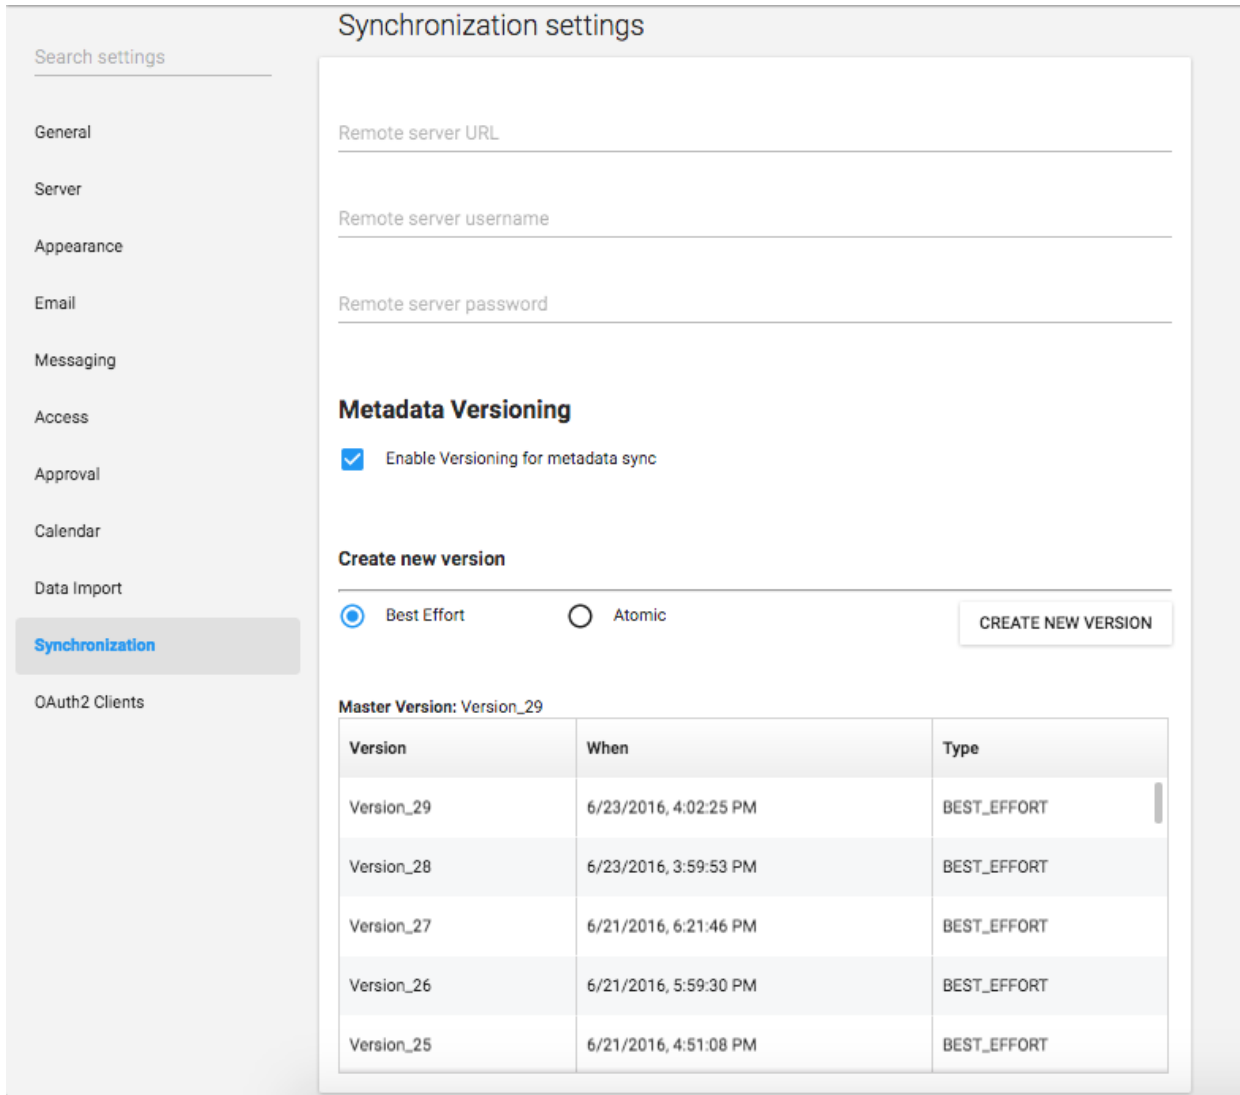 Synchronization settings
Search settings
General
Server
Appearance
Email
Messaging
Access
Approval
Calendar
Data Import
Synchronization
OAuth2 Clients
Remote server URL
Remote server username
Remote server password
Metadata Versioning
Enable Versioning for metadata sync
Create new version
Best Effort Atomic CREATE NEW VERSION
Master Version: Version_29
Version When Type
Version_29 6/23/2016, 4:02:25 PM BEST_EFFORT
Version_28 6/23/2016, 3:59:53 PM BEST_EFFORT
Version_27 6/21/2016, 6:21:46 PM BEST_EFFORT
Version_26 6/21/2016, 5:59:30 PM BEST_EFFORT
Version_25 6/21/2016, 4:51:08 PM BEST_EFFORT